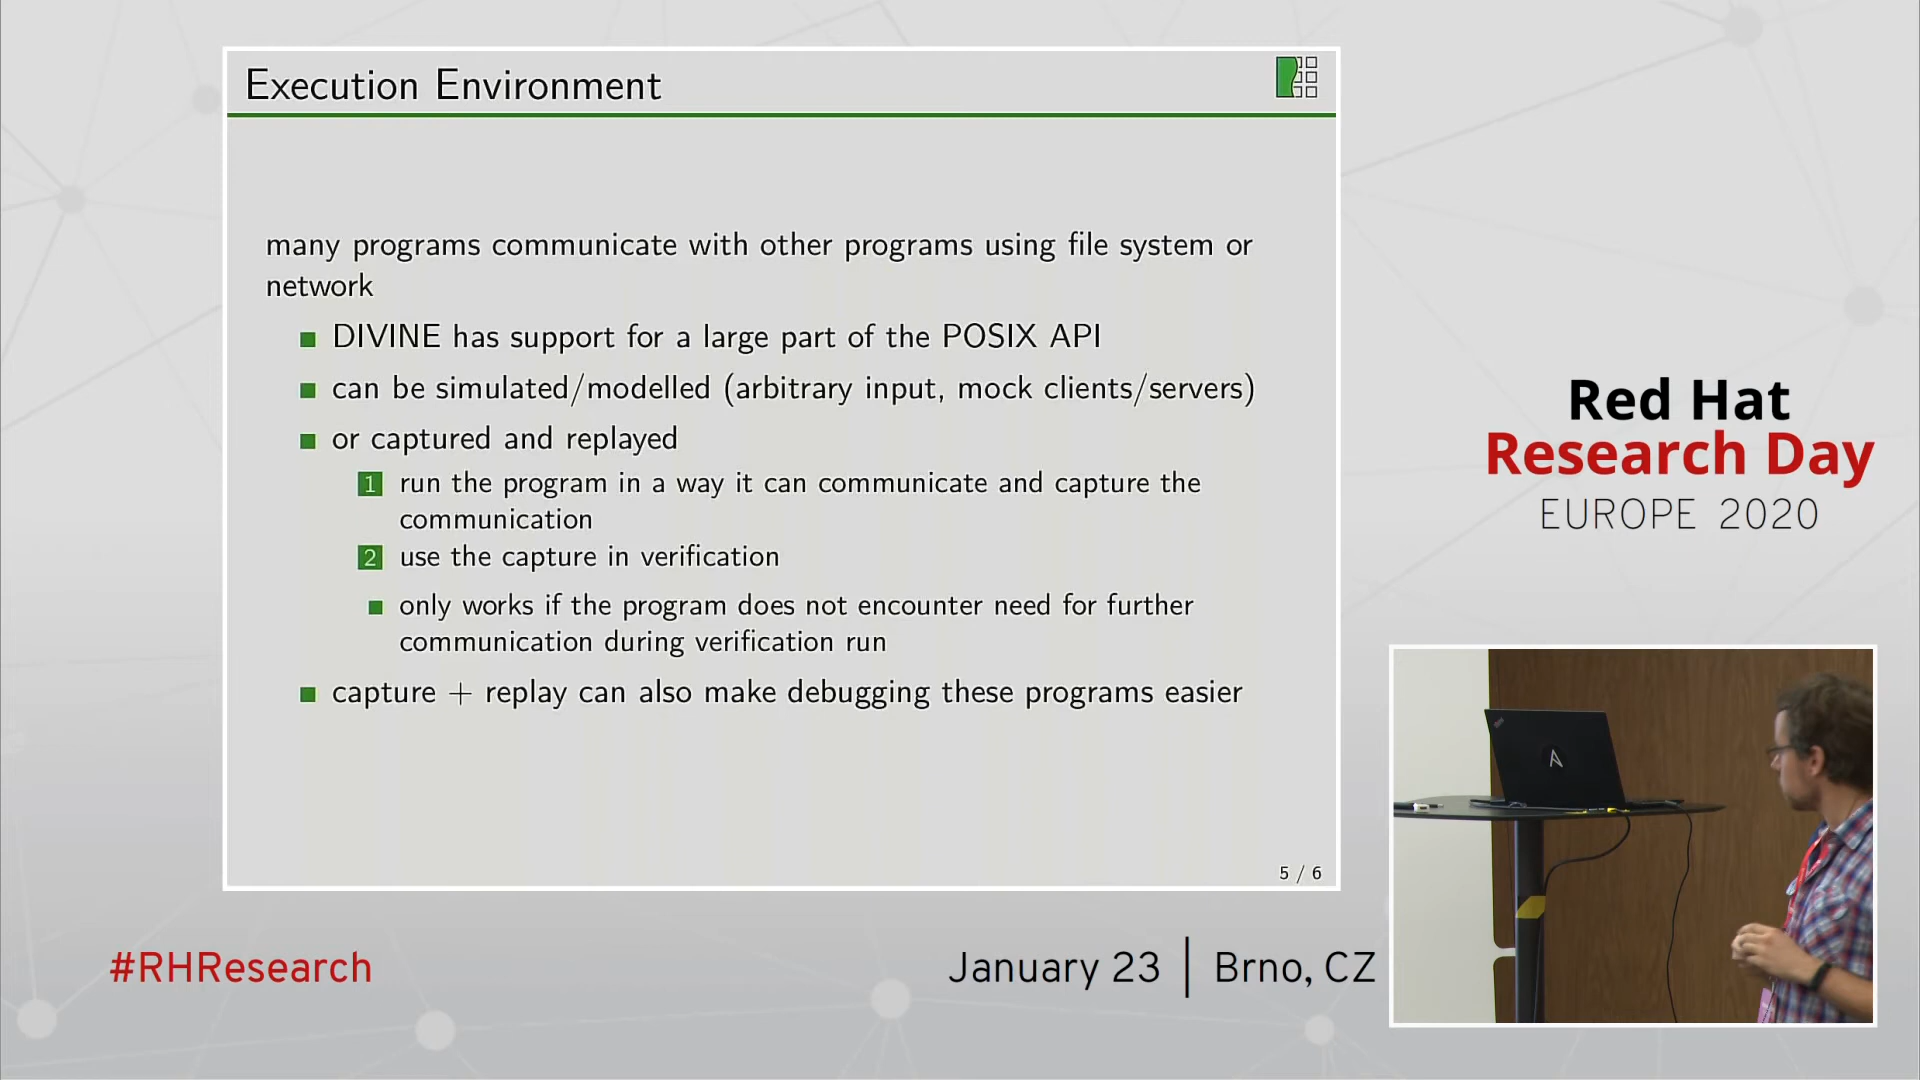 Execution Environment
many programs communicate with other programs using file system or
network
DIVINE has support for a large part of the POSIX API
can be simulated/modelled (arbitrary input, mock clients/servers)
or captured and replayed
1 run the program in a way it can communicate and capture the
communication
2 use the capture in verification
only works if the program does not encounter need for further
communication during verification run
capture + replay can also make debugging these programs easier
5 / 6
Red Hat
Research Day
EUROPE 2020
#RHResearch
January 23 | Brno, CZ